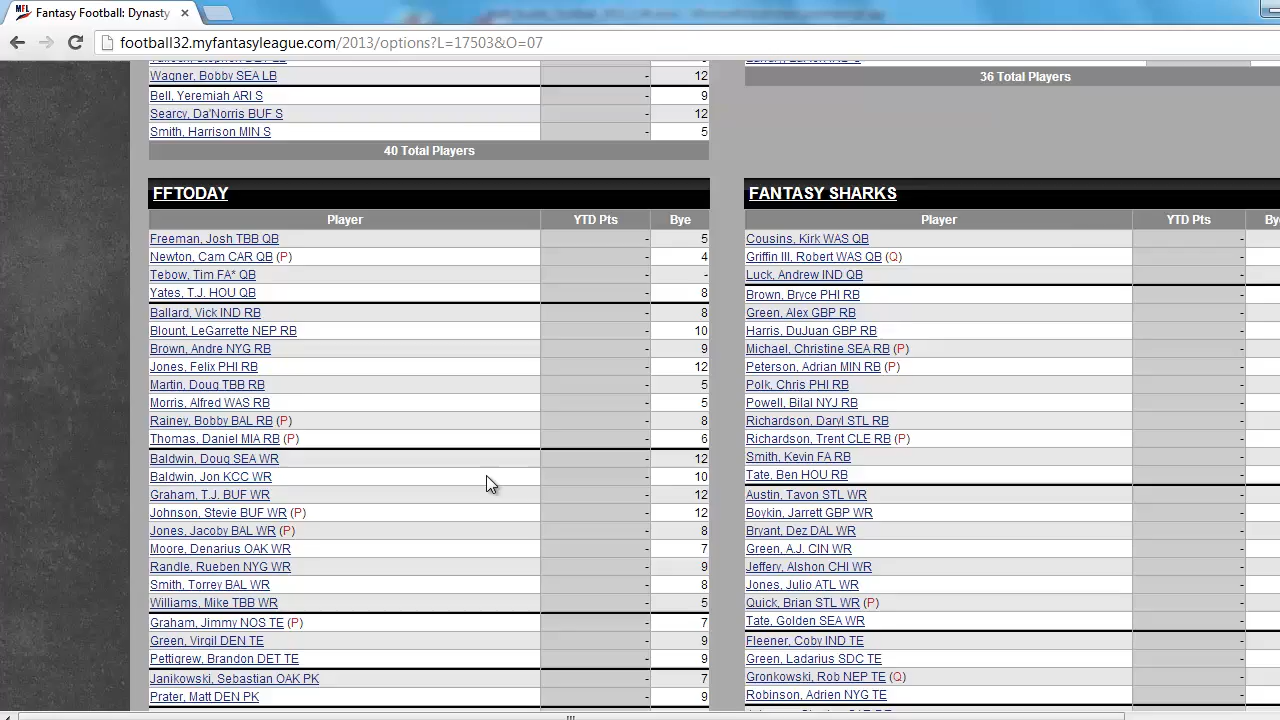 Fantasy Football: Dynasty
football32.myfantasyleague.com/2013/options?L=17503&O=07
Wagner, Bobby SEA LB - 12
Bell, Yeremiah ARI S - 9
Searcy, Da'Norris BUF S - 12
Smith, Harrison MIN S - 5
40 Total Players
36 Total Players
FFTODAY
Player YTD Pts Bye
Freeman, Josh TBB QB - 5
Newton, Cam CAR QB (P) - 4
Tebow, Tim FA* QB - -
Yates, T.J. HOU QB - 8
Ballard, Vick IND RB - 8
Blount, LeGarrette NEP RB - 10
Brown, Andre NYG RB - 9
Jones, Felix PHI RB - 12
Martin, Doug TBB RB - 5
Morris, Alfred WAS RB - 5
Rainey, Bobby BAL RB (P) - 8
Thomas, Daniel MIA RB (P) - 6
Baldwin, Doug SEA WR - 12
Baldwin, Jon KCC WR - 10
Graham, T.J. BUF WR - 12
Johnson, Stevie BUF WR (P) - 12
Jones, Jacoby BAL WR (P) - 8
Moore, Denarius OAK WR - 7
Randle, Rueben NYG WR - 9
Smith, Torrey BAL WR - 8
Williams, Mike TBB WR - 5
Graham, Jimmy NOS TE (P) - 7
Green, Virgil DEN TE - 9
Pettigrew, Brandon DET TE - 9
Janikowski, Sebastian OAK PK - 7
Prater, Matt DEN PK - 9
FANTASY SHARKS
Player YTD Pts By
Cousins, Kirk WAS QB -
Griffin III, Robert WAS QB (Q) -
Luck, Andrew IND QB -
Brown, Bryce PHI RB -
Green, Alex GBP RB -
Harris, DuJuan GBP RB -
Michael, Christine SEA RB (P) -
Peterson, Adrian MIN RB (P) -
Polk, Chris PHI RB -
Powell, Bilal NYJ RB -
Richardson, Daryl STL RB -
Richardson, Trent CLE RB (P) -
Smith, Kevin FA RB -
Tate, Ben HOU RB -
Austin, Tavon STL WR -
Boykin, Jarrett GBP WR -
Bryant, Dez DAL WR -
Green, A.J. CIN WR -
Jeffery, Alshon CHI WR -
Jones, Julio ATL WR -
Quick, Brian STL WR (P) -
Tate, Golden SEA WR -
Fleener, Coby IND TE -
Green, Ladarius SDC TE -
Gronkowski, Rob NEP TE (Q) -
Robinson, Adrien NYG TE -